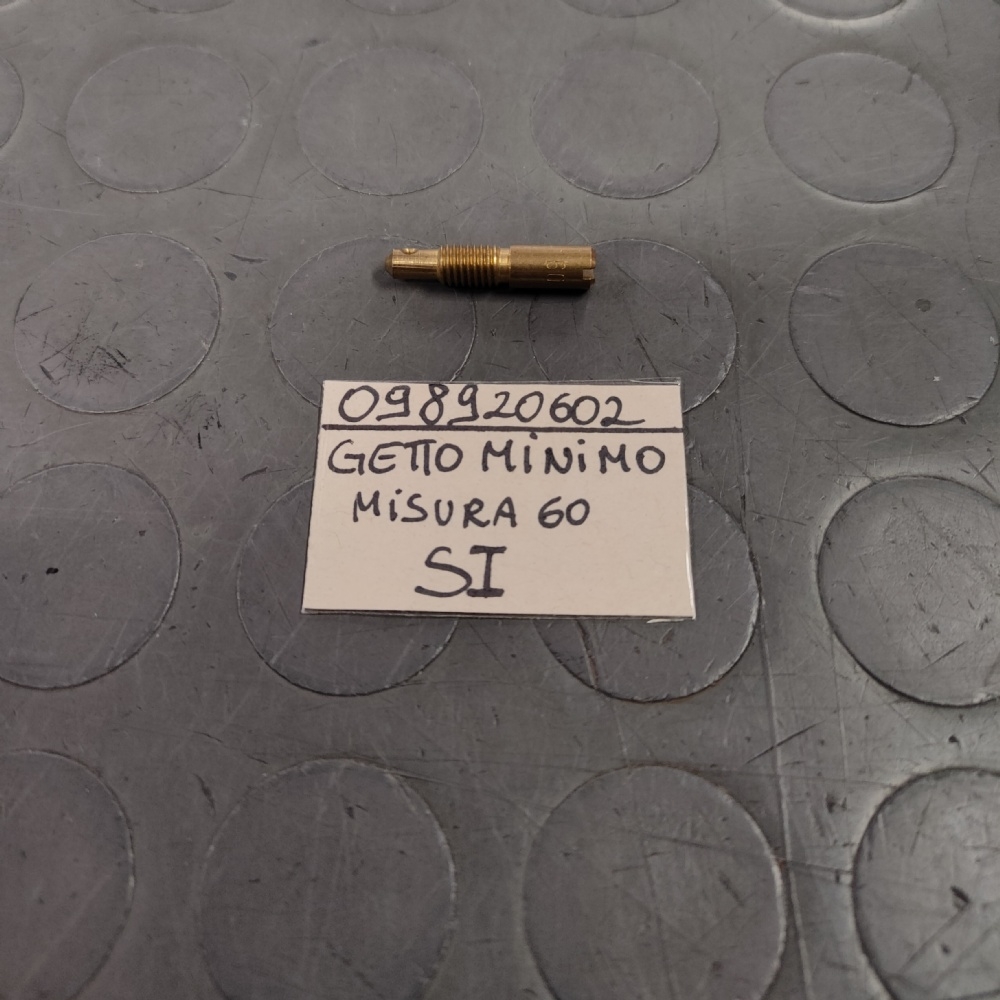 098920602
GETTO MINIMO
MISURA 60
SI